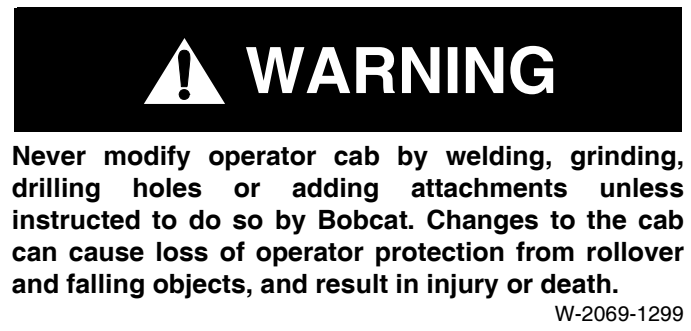 WARNING
Never modify operator cab by welding, grinding,
drilling holes or adding attachments unless
instructed to do so by Bobcat. Changes to the cab
can cause loss of operator protection from rollover
and falling objects, and result in injury or death.
W-2069-1299